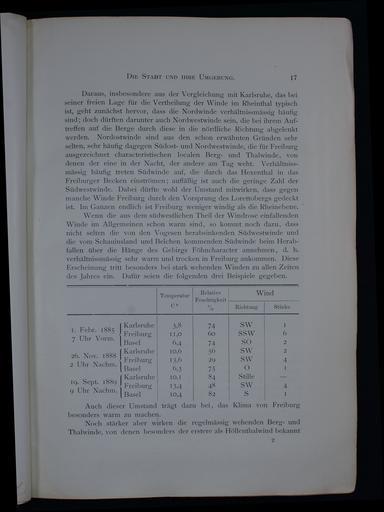 Die Stadt und ihre Umgebung. 17
Daraus, insbesondere aus der Vergleichung mit Karlsruhe, das bei
seiner freien Lage für die Vertheilung der Winde im Rheinthal typisch
ist, geht zunächst hervor, dass die Nordwinde verhältnismässig häufig
sind; doch dürften darunter auch Nordwestwinde sein, die bei ihrem Auf-
treffen auf die Berge durch diese in die nördliche Richtung abgelenkt
werden. Nordostwinde sind aus den schon erwähnten Gründen sehr
selten, sehr häufig dagegen Südost- und Nordwestwinde, die für Freiburg
ausgezeichnet characteristischen localen Berg- und Thalwinde, von
denen der eine in der Nacht, der andere am Tag weht. Verhältniss-
mässig häufig treten Südwinde auf, die durch das Hexenthal in das
Freiburger Becken einströmen; auffällig ist auch die geringe Zahl der
Südwestwinde. Dabei dürfte wohl der Umstand mitwirken, dass gegen
manche Winde Freiburg durch den Vorsprung des Lorettobergs gedeckt
ist. Im Ganzen endlich ist Freiburg weniger windig als die Rheinebene.
Wenn die aus dem südwestlichen Theil der Windrose einfallenden
Winde im Allgemeinen schon warm sind, so kommt noch dazu, dass
nicht selten die von den Vogesen herabsinkenden Südwestwinde und
die vom Schauinsland und Belchen kommenden Südwinde beim Herab-
fallen über die Hänge des Gebirgs Föhncharacter annehmen, d. h.
verhältnissmässig sehr warm und trocken in Freiburg ankommen. Diese
Erscheinung tritt besonders bei stark wehenden Winden zu allen Zeiten
des Jahres ein. Dafür seien die folgenden drei Beispiele gegeben.
Temperatur C° Relative Feuchtigkeit % Wind
Richtung Stärke
1. Febr. 1885 7 Uhr Vorm. Karlsruhe 3,8 74 SW 1
Freiburg 11,0 60 SSW 6
Basel 6,4 74 SO 2
26. Nov. 1888 2 Uhr Nachm. Karlsruhe 10,6 56 SW 2
Freiburg 13,6 29 SW 4
Basel 6,3 75 O 1
19. Sept. 1889 9 Uhr Nachm. Karlsruhe 10,1 84 Stille —
Freiburg 13,4 48 SW 4
Basel 10,4 82 S 1
Auch dieser Umstand trägt dazu bei, das Klima von Freiburg
besonders warm zu machen.
Noch stärker aber wirken die regelmässig wehenden Berg- und
Thalwinde, von denen besonders der erstere als Höllenthalwind bekannt
2